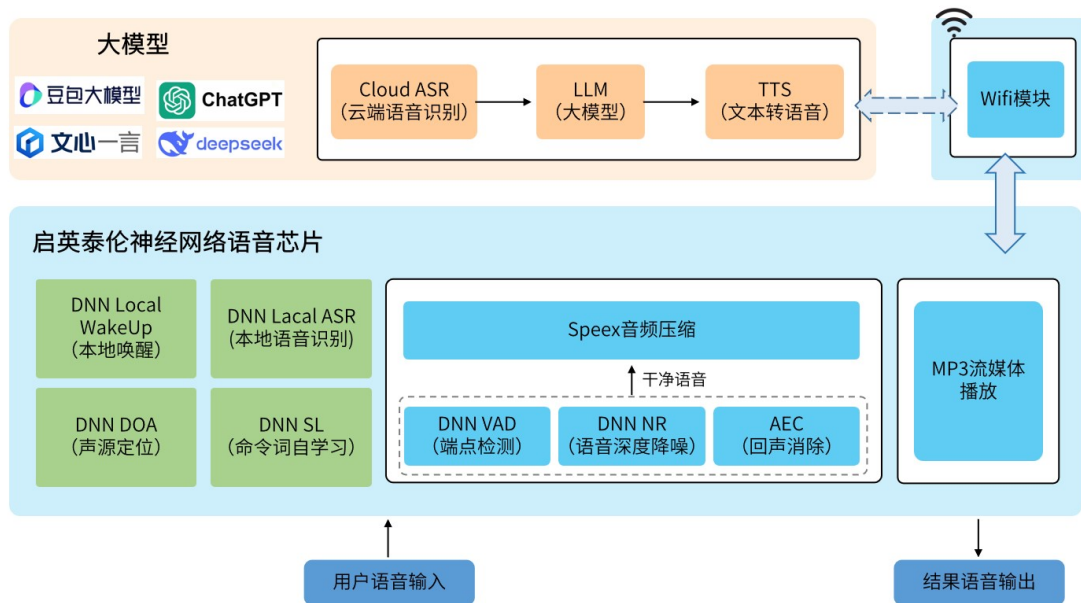 大模型
豆包大模型
ChatGPT
文心一言
deepseek
Cloud ASR
（云端语音识别）
LLM
（大模型）
TTS
（文本转语音）
Wifi模块
启英泰伦神经网络语音芯片
DNN Local
WakeUp
（本地唤醒）
DNN Lacal ASR
(本地语音识别)
DNN DOA
（声源定位）
DNN SL
（命令词自学习）
Speex音频压缩
干净语音
DNN VAD
（端点检测）
DNN NR
（语音深度降噪）
AEC
（回声消除）
MP3流媒体
播放
用户语音输入
结果语音输出